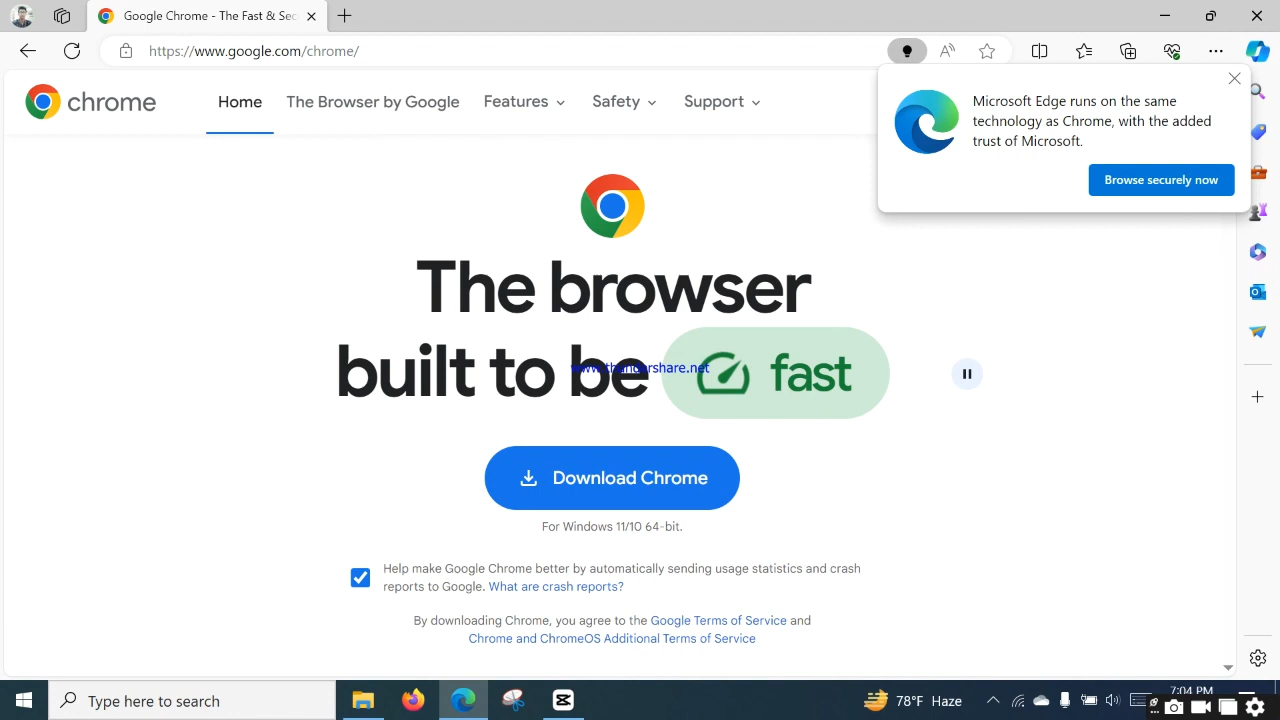 Google Chrome - The Fast & Sec
https://www.google.com/chrome/
chrome
Home
The Browser by Google
Features
Safety
Support
Microsoft Edge runs on the same
technology as Chrome, with the added
trust of Microsoft.
Browse securely now
The browser
built to be fast
www.thundershare.net
Download Chrome
For Windows 11/10 64-bit.
Help make Google Chrome better by automatically sending usage statistics and crash
reports to Google. What are crash reports?
By downloading Chrome, you agree to the Google Terms of Service and
Chrome and ChromeOS Additional Terms of Service
Type here to search
78°F Haze
7:04 PM